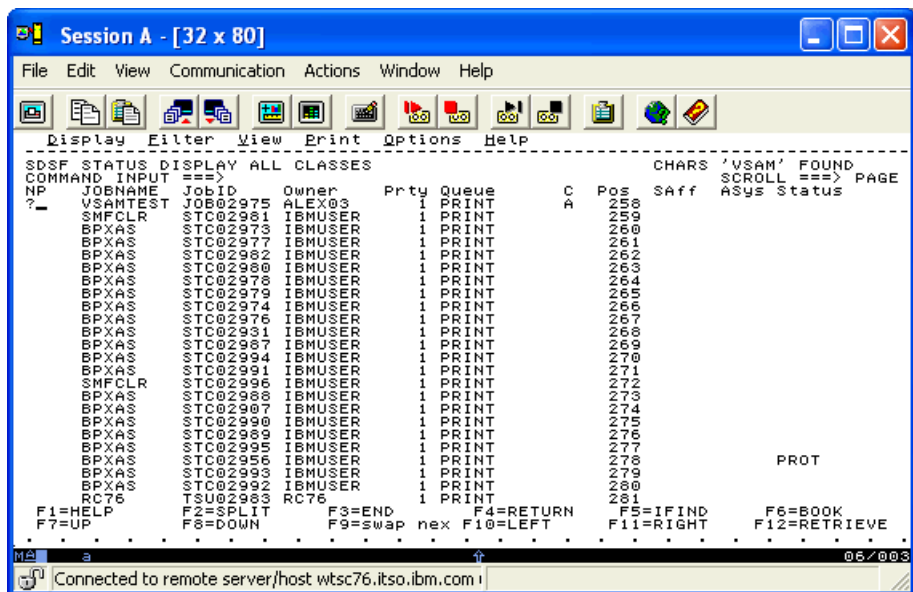 Session A - [32 x 80]
File Edit View Communication Actions Window Help
Display Filter View Print Options Help
SDSF STATUS DISPLAY ALL CLASSES CHARS 'VSAM' FOUND
COMMAND INPUT ===> SCROLL ===> PAGE
NP JOBNAME JobID Owner Prty Queue C Pos SAff ASys Status
?_ VSAMTEST JOB02975 ALEX03 1 PRINT A 258
SMFCLR STC02981 IBMUSER 1 PRINT 259
BPXAS STC02973 IBMUSER 1 PRINT 260
BPXAS STC02977 IBMUSER 1 PRINT 261
BPXAS STC02982 IBMUSER 1 PRINT 262
BPXAS STC02980 IBMUSER 1 PRINT 263
BPXAS STC02978 IBMUSER 1 PRINT 264
BPXAS STC02979 IBMUSER 1 PRINT 265
BPXAS STC02974 IBMUSER 1 PRINT 266
BPXAS STC02976 IBMUSER 1 PRINT 267
BPXAS STC02931 IBMUSER 1 PRINT 268
BPXAS STC02987 IBMUSER 1 PRINT 269
BPXAS STC02994 IBMUSER 1 PRINT 270
BPXAS STC02991 IBMUSER 1 PRINT 271
SMFCLR STC02996 IBMUSER 1 PRINT 272
BPXAS STC02988 IBMUSER 1 PRINT 273
BPXAS STC02907 IBMUSER 1 PRINT 274
BPXAS STC02990 IBMUSER 1 PRINT 275
BPXAS STC02989 IBMUSER 1 PRINT 276
BPXAS STC02995 IBMUSER 1 PRINT 277
BPXAS STC02956 IBMUSER 1 PRINT 278 PROT
BPXAS STC02993 IBMUSER 1 PRINT 279
BPXAS STC02992 IBMUSER 1 PRINT 280
RC76 TSU02983 RC76 1 PRINT 281
F1=HELP F2=SPLIT F3=END F4=RETURN F5=IFIND F6=BOOK
F7=UP F8=DOWN F9=swap nex F10=LEFT F11=RIGHT F12=RETRIEVE
MA a 06/003
Connected to remote server/host wtsc76.itso.ibm.com